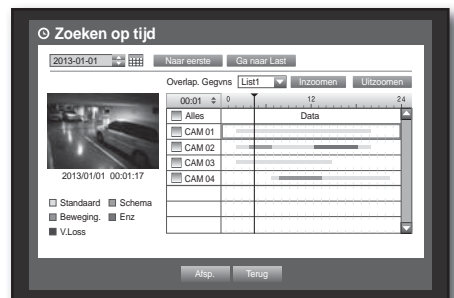 Zoeken op tijd
2013-01-01 Naar eerste Ga naar Last
Overlap. Gegvns List1 Inzoomen Uitzoomen
00:01 0 12 24
Alles Data
CAM 01
CAM 02
CAM 03
CAM 04
2013/01/01 00:01:17
Standaard Schema
Beweging. Enz
V.Loss
Afsp. Terug